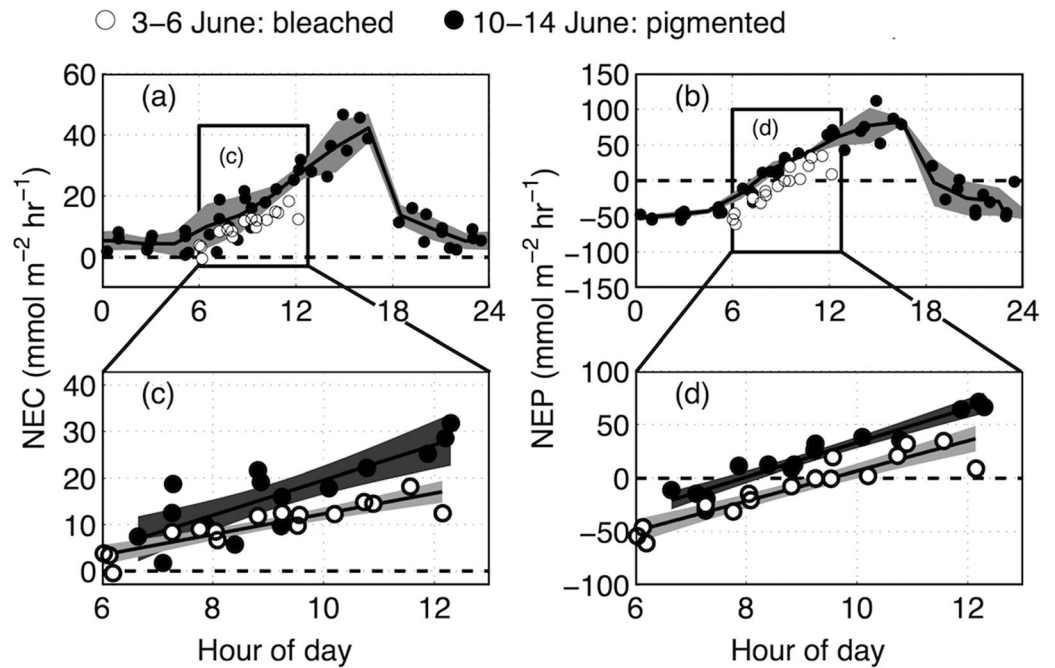 3–6 June: bleached
10–14 June: pigmented
(a)
(c)
60
40
20
0
0 6 12 18 24
NEC (mmol m⁻² hr⁻¹)
(b)
(d)
150
100
50
0
−50
−100
−150
0 6 12 18 24
NEP (mmol m⁻² hr⁻¹)
(c)
40
30
20
10
0
6 8 10 12
Hour of day
(d)
100
50
0
−50
−100
6 8 10 12
Hour of day